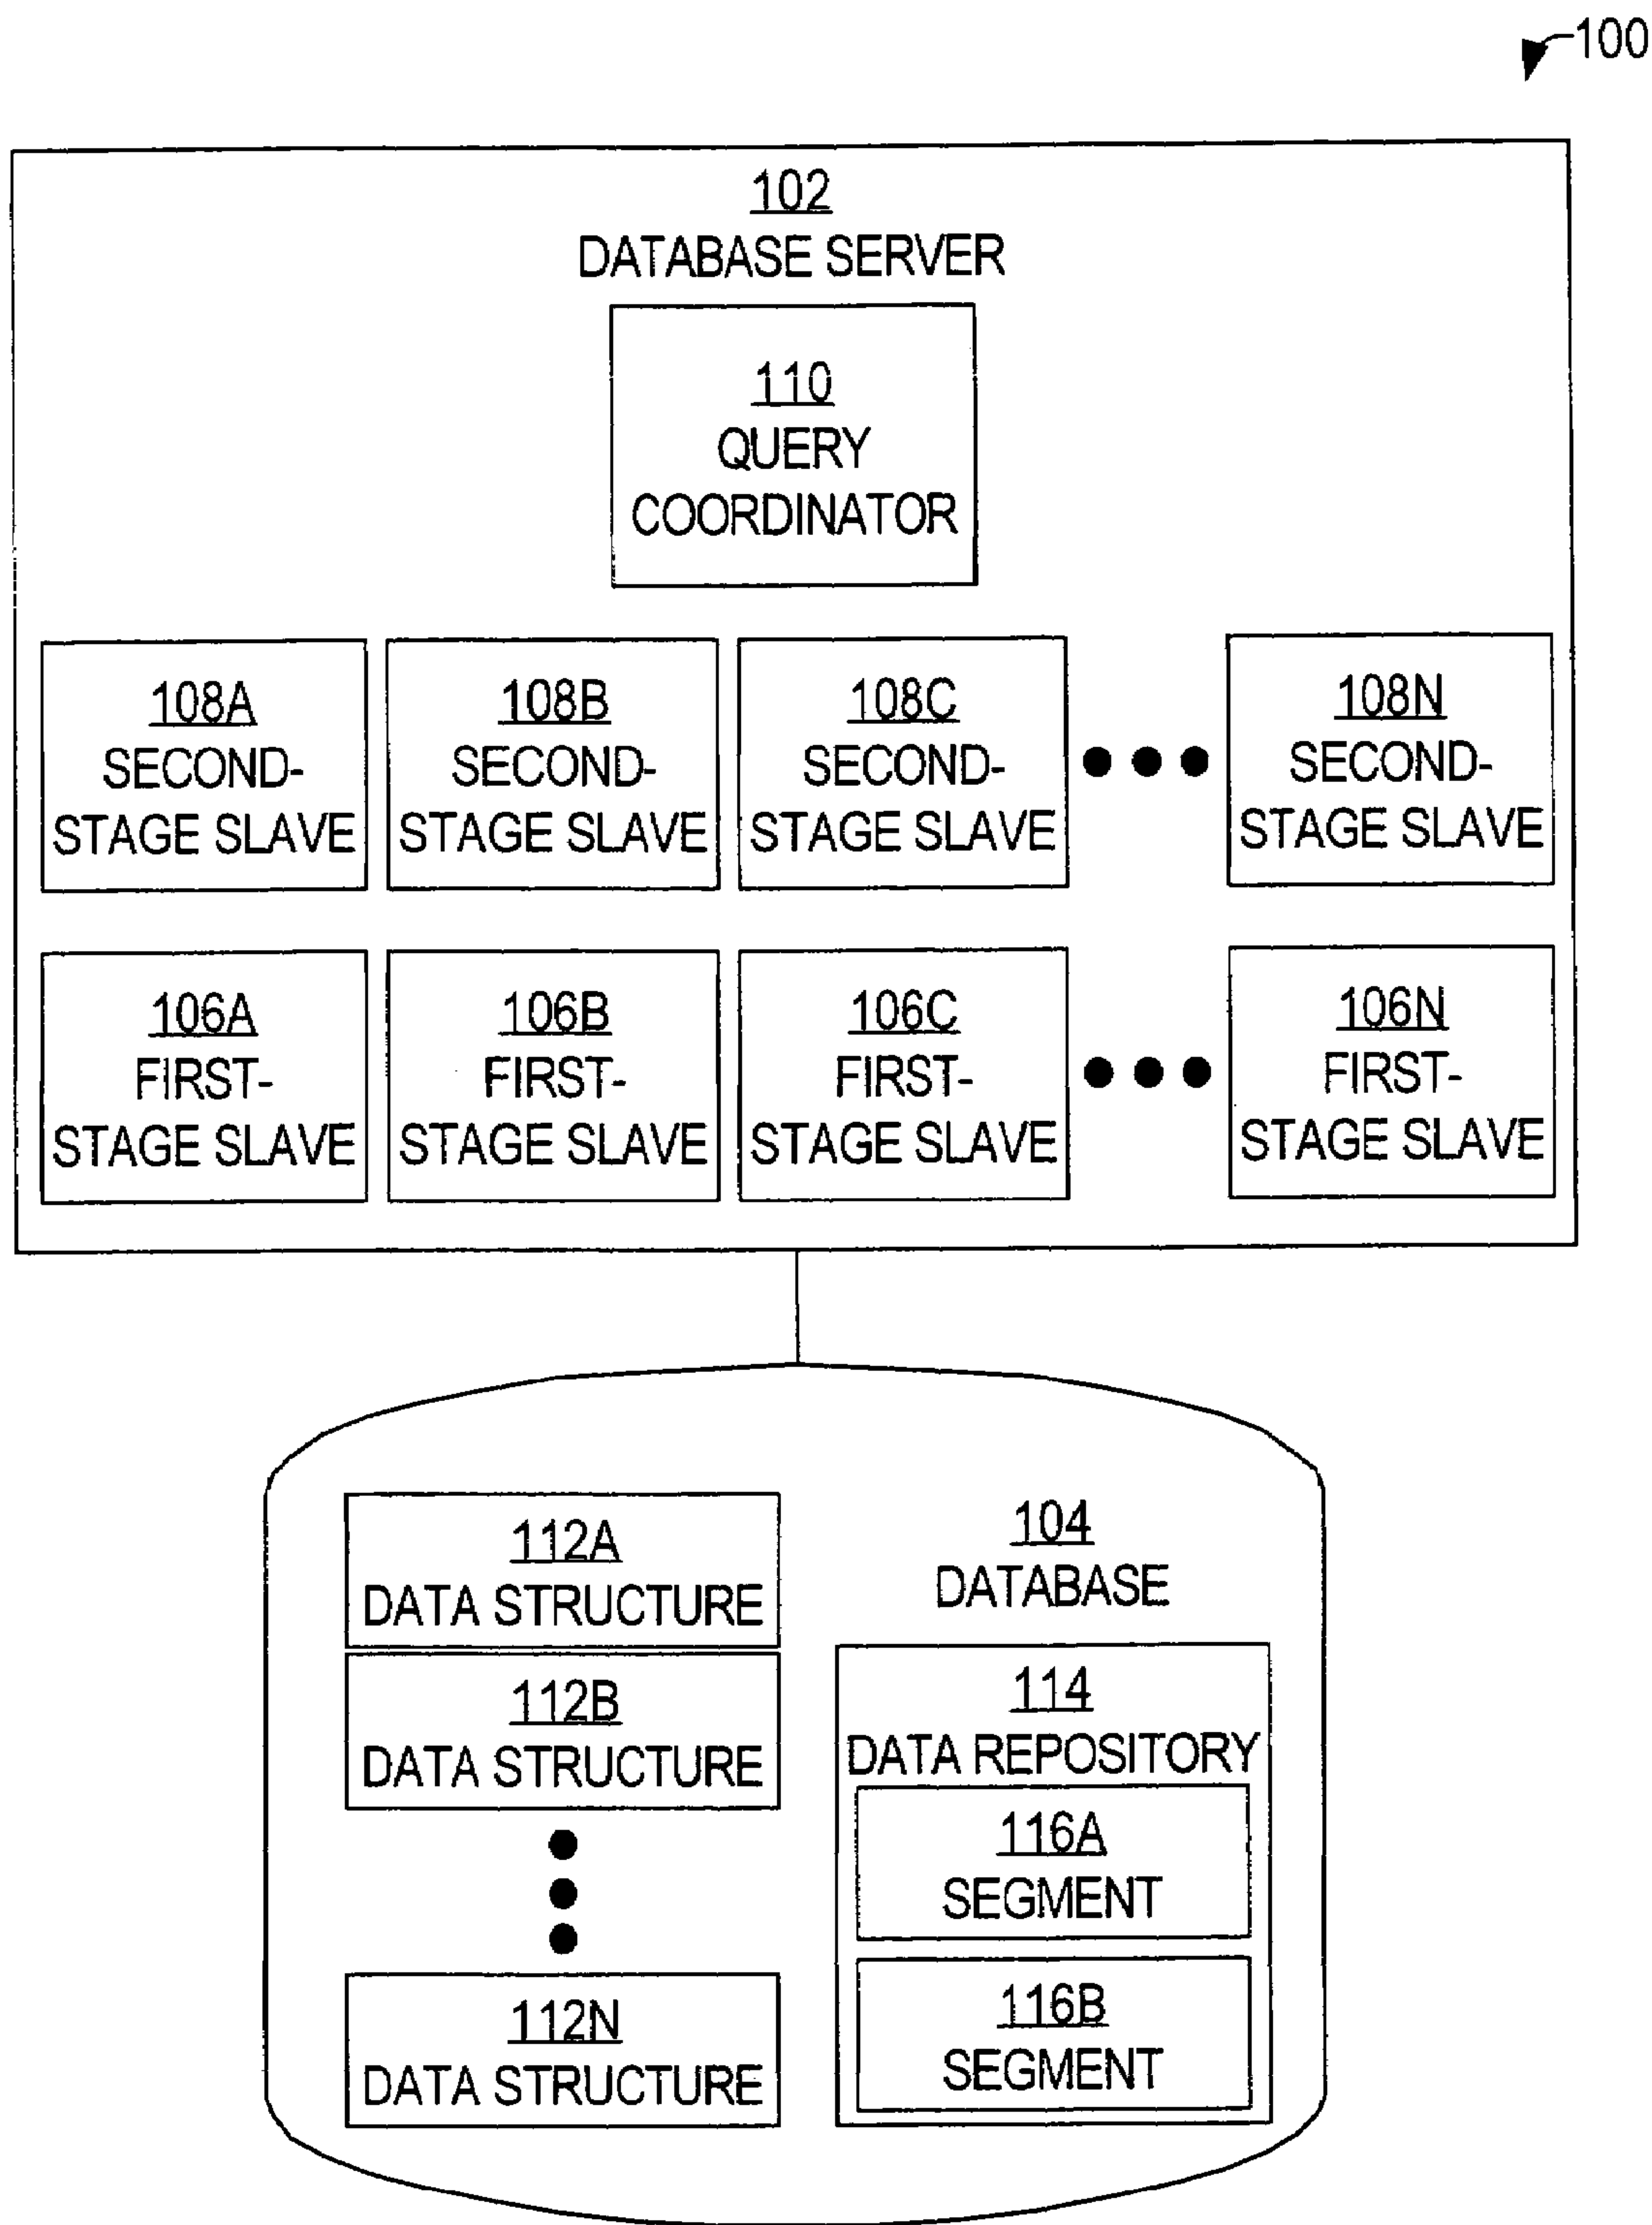 100
102
DATABASE SERVER
110
QUERY
COORDINATOR
108A
SECOND-
STAGE SLAVE
108B
SECOND-
STAGE SLAVE
108C
SECOND-
STAGE SLAVE
108N
SECOND-
STAGE SLAVE
106A
FIRST-
STAGE SLAVE
106B
FIRST-
STAGE SLAVE
106C
FIRST-
STAGE SLAVE
106N
FIRST-
STAGE SLAVE
112A
DATA STRUCTURE
112B
DATA STRUCTURE
112N
DATA STRUCTURE
104
DATABASE
114
DATA REPOSITORY
116A
SEGMENT
116B
SEGMENT